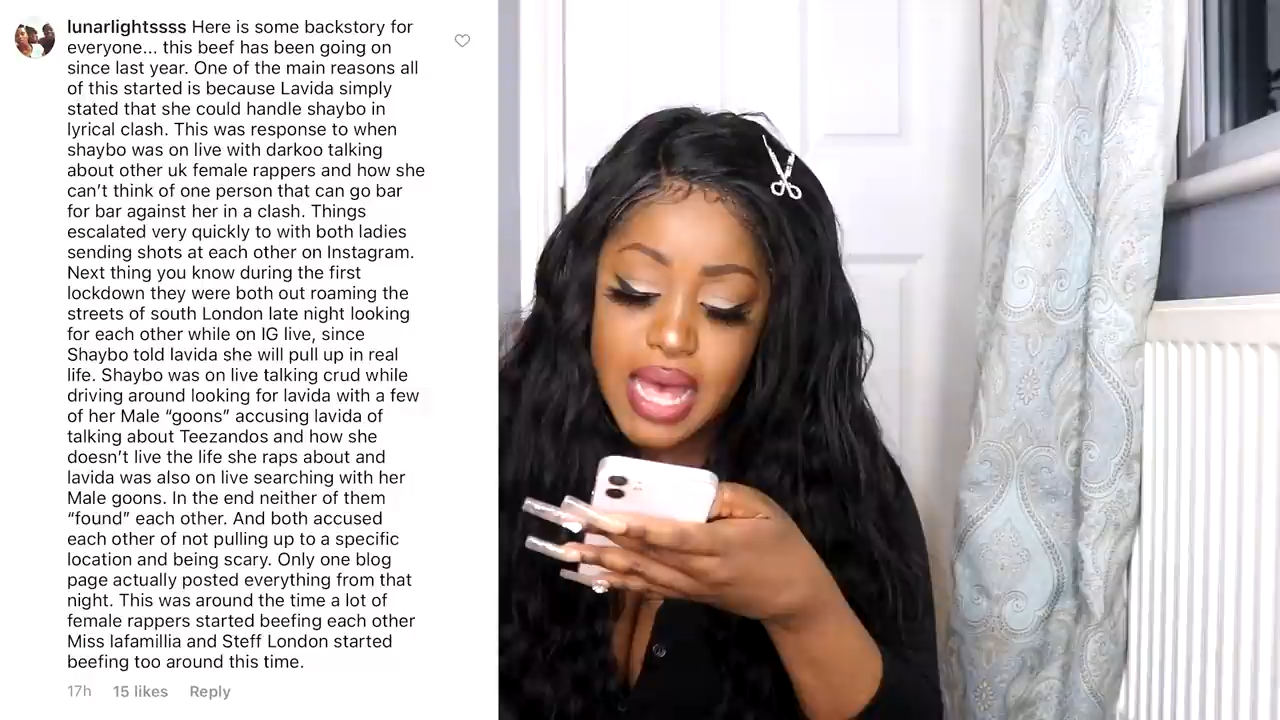 lunarlightssss Here is some backstory for
everyone... this beef has been going on
since last year. One of the main reasons all
of this started is because Lavida simply
stated that she could handle shaybo in
lyrical clash. This was response to when
shaybo was on live with darkoo talking
about other uk female rappers and how she
can't think of one person that can go bar
for bar against her in a clash. Things
escalated very quickly to with both ladies
sending shots at each other on Instagram.
Next thing you know during the first
lockdown they were both out roaming the
streets of south London late night looking
for each other while on IG live, since
Shaybo told lavida she will pull up in real
life. Shaybo was on live talking crud while
driving around looking for lavida with a few
of her Male “goons” accusing lavida of
talking about Teezandos and how she
doesn't live the life she raps about and
lavida was also on live searching with her
Male goons. In the end neither of them
“found” each other. And both accused
each other of not pulling up to a specific
location and being scary. Only one blog
page actually posted everything from that
night. This was around the time a lot of
female rappers started beefing each other
Miss lafamillia and Steff London started
beefing too around this time.
17h 15 likes Reply